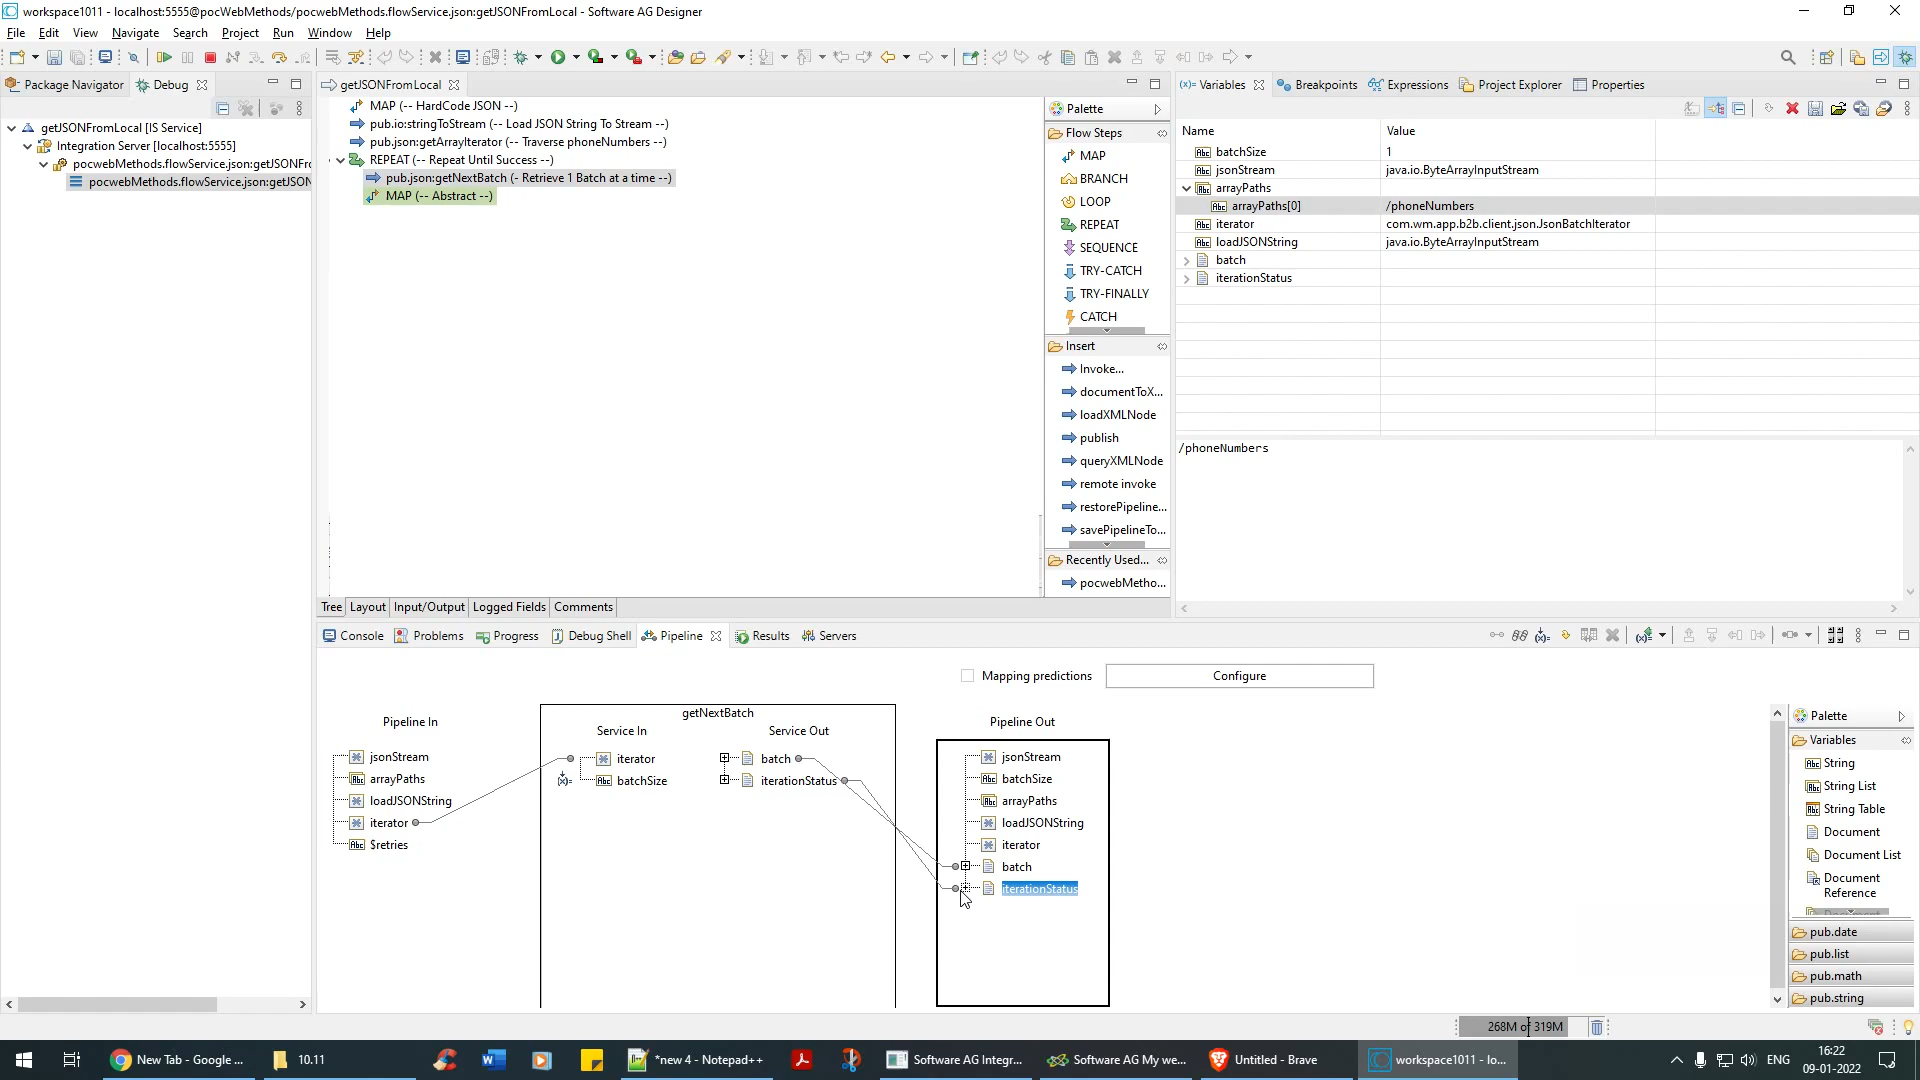 workspace1011 - localhost:5555@pocWebMethods/pocwebMethods.flowService.json:getJSONFromLocal - Software AG Designer
File Edit View Navigate Search Project Run Window Help
Package Navigator Debug
getJSONFromLocal [IS Service]
Integration Server [localhost:5555]
pocwebMethods.flowService.json:getJSONFrc
pocwebMethods.flowService.json:getJSON
getJSONFromLocal
MAP (-- HardCode JSON --)
pub.io:stringToStream (-- Load JSON String To Stream --)
pub.json:getArrayIterator (-- Traverse phoneNumbers --)
REPEAT (-- Repeat Until Success --)
pub.json:getNextBatch (- Retrieve 1 Batch at a time --)
MAP (-- Abstract --)
Tree Layout Input/Output Logged Fields Comments
Palette
Flow Steps
MAP
BRANCH
LOOP
REPEAT
SEQUENCE
TRY-CATCH
TRY-FINALLY
CATCH
Insert
Invoke...
documentToX...
loadXMLNode
publish
queryXMLNode
remote invoke
restorePipeline...
savePipelineTo...
Recently Used...
pocwebMetho...
Variables Breakpoints Expressions Project Explorer Properties
Name Value
batchSize 1
jsonStream java.io.ByteArrayInputStream
arrayPaths
arrayPaths[0] /phoneNumbers
iterator com.wm.app.b2b.client.json.JsonBatchIterator
loadJSONString java.io.ByteArrayInputStream
batch
iterationStatus
/phoneNumbers
Console Problems Progress Debug Shell Pipeline Results Servers
Mapping predictions Configure
Pipeline In
jsonStream
arrayPaths
loadJSONString
iterator
$retries
getNextBatch
Service In Service Out
iterator batch
batchSize iterationStatus
Pipeline Out
jsonStream
batchSize
arrayPaths
loadJSONString
iterator
batch
iterationStatus
Palette
Variables
String
String List
String Table
Document
Document List
Document
Reference
pub.date
pub.list
pub.math
pub.string
268M of 319M
New Tab - Google ... 10.11 *new 4 - Notepad++ Software AG Integr... Software AG My we... Untitled - Brave workspace1011 - lo... ENG 16:22
09-01-2022